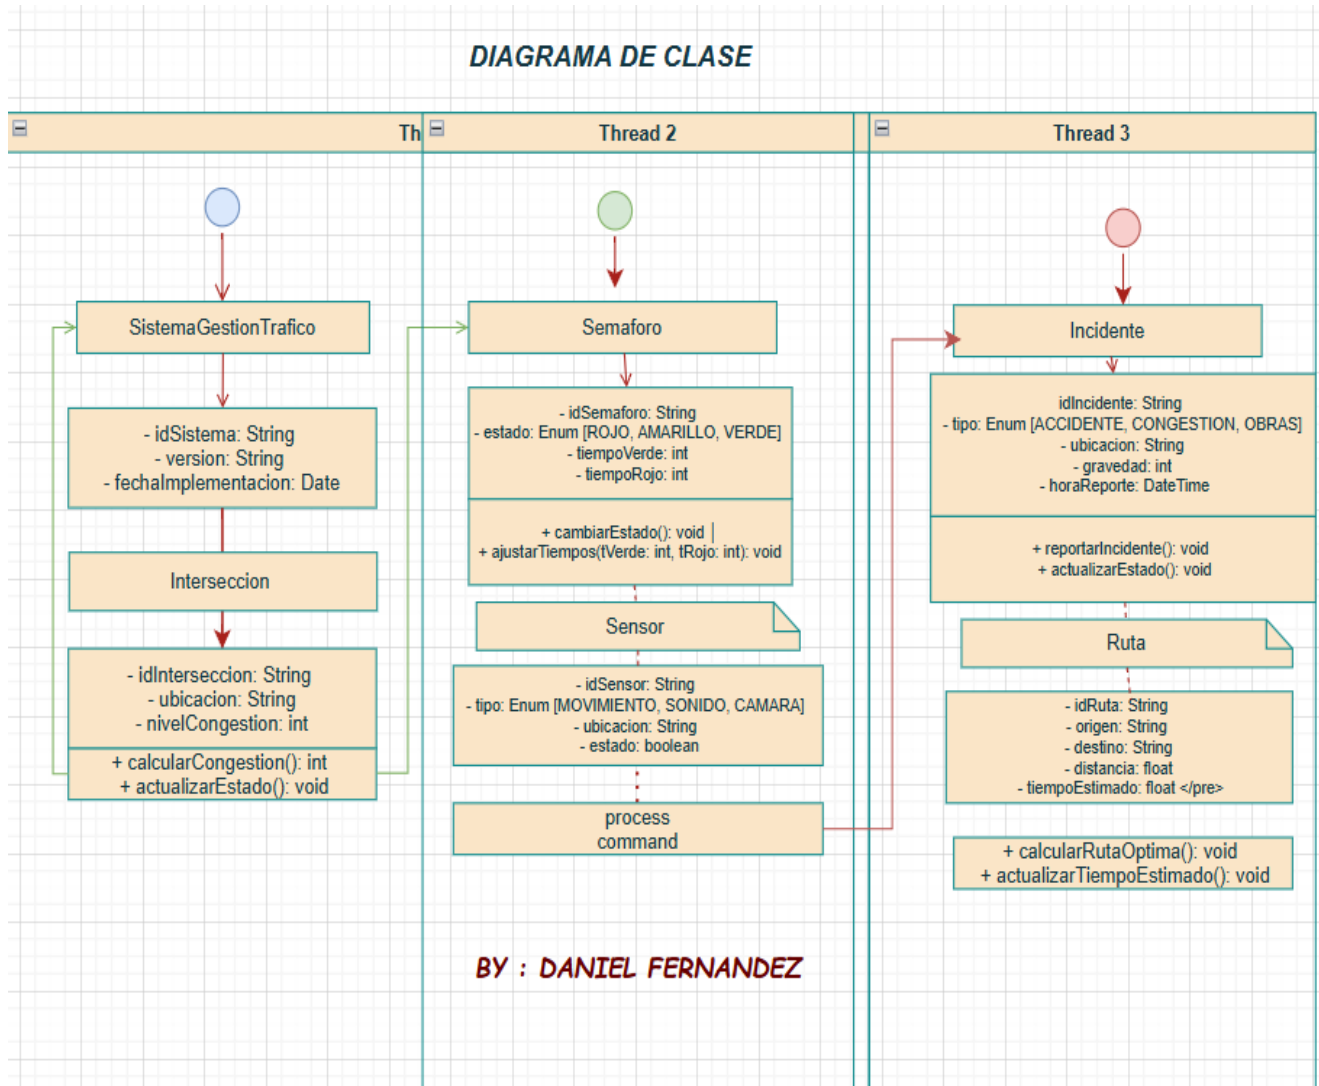 DIAGRAMA DE CLASE
Th
Thread 2
Thread 3
SistemaGestionTrafico
- idSistema: String
- version: String
- fechaImplementacion: Date
Interseccion
- idInterseccion: String
- ubicacion: String
- nivelCongestion: int
+ calcularCongestion(): int
+ actualizarEstado(): void
Semaforo
- idSemaforo: String
- estado: Enum [ROJO, AMARILLO, VERDE]
- tiempoVerde: int
- tiempoRojo: int
+ cambiarEstado(): void
+ ajustarTiempos(tVerde: int, tRojo: int): void
Sensor
- idSensor: String
- tipo: Enum [MOVIMIENTO, SONIDO, CAMARA]
- ubicacion: String
- estado: boolean
process
command
Incidente
idIncidente: String
- tipo: Enum [ACCIDENTE, CONGESTION, OBRAS]
- ubicacion: String
- gravedad: int
- horaReporte: DateTime
+ reportarIncidente(): void
+ actualizarEstado(): void
Ruta
- idRuta: String
- origen: String
- destino: String
- distancia: float
- tiempoEstimado: float </pre>
+ calcularRutaOptima(): void
+ actualizarTiempoEstimado(): void
BY : DANIEL FERNANDEZ